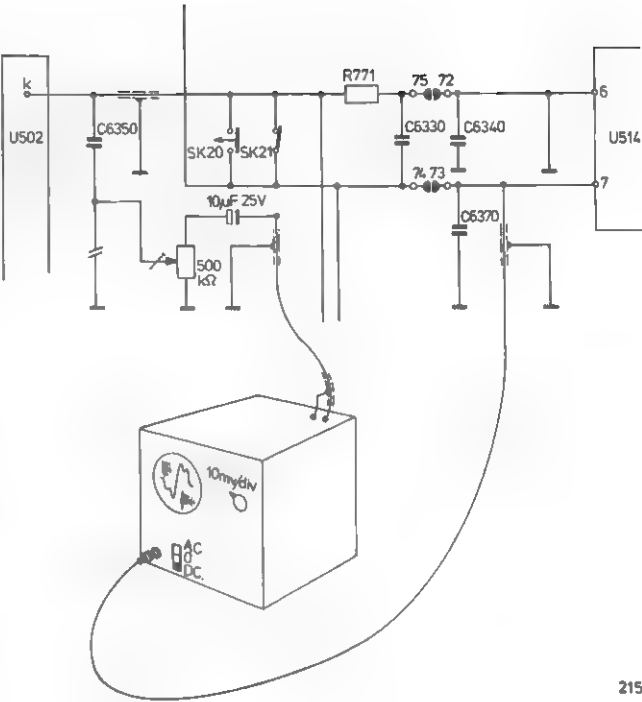 R771
75 72
k
6
C6350
C6330
C6340
U502
U514
SK20
SK21
74 73
7
10µF 25V
C6370
500
kΩ
10mv/div
AC
0
DC.
215